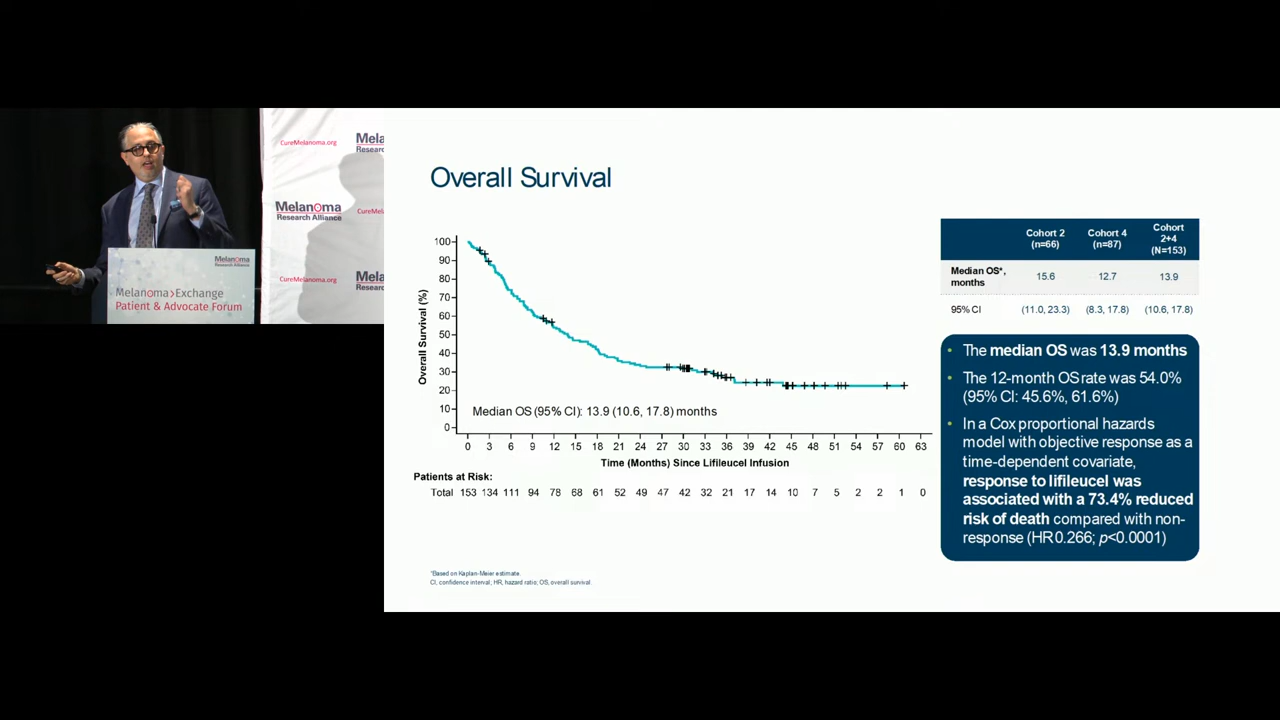 CureMelanoma.org
Mela
Researc
Melanoma
Research Alliance
CureMel
CureMelanoma.org
Mela
Researc
Melanoma
Research Alliance
Melanoma>Exchange
Patient & Advocate Forum
Overall Survival
Overall Survival (%)
100
90
80
70
60
50
40
30
20
10
0
Median OS (95% CI): 13.9 (10.6, 17.8) months
0 3 6 9 12 15 18 21 24 27 30 33 36 39 42 45 48 51 54 57 60 63
Time (Months) Since Lifileucel Infusion
Patients at Risk:
Total 153 134 111 94 78 68 61 52 49 47 42 32 21 17 14 10 7 5 2 2 1 0
Cohort 2 (n=66)
Cohort 4 (n=87)
Cohort 2+4 (N=153)
Median OS*, months 15.6 12.7 13.9
95% CI (11.0, 23.3) (8.3, 17.8) (10.6, 17.8)
• The median OS was 13.9 months
• The 12-month OS rate was 54.0%
(95% CI: 45.6%, 61.6%)
• In a Cox proportional hazards
model with objective response as a
time-dependent covariate,
response to lifileucel was
associated with a 73.4% reduced
risk of death compared with non-
response (HR 0.266; p<0.0001)
*Based on Kaplan-Meier estimate.
CI, confidence interval; HR, hazard ratio; OS, overall survival.